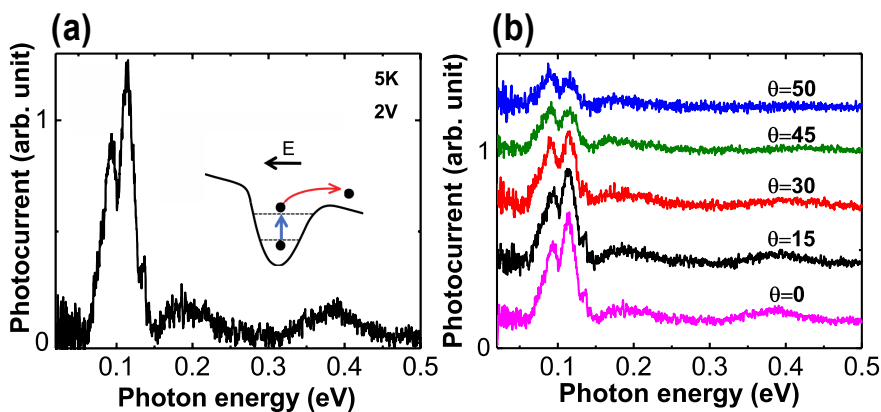 (a)
Photocurrent (arb. unit)
1
0
5K
2V
E
0.1 0.2 0.3 0.4 0.5
Photon energy (eV)
(b)
Photocurrent (arb. unit)
1
0
θ=50
θ=45
θ=30
θ=15
θ=0
0.1 0.2 0.3 0.4 0.5
Photon energy (eV)